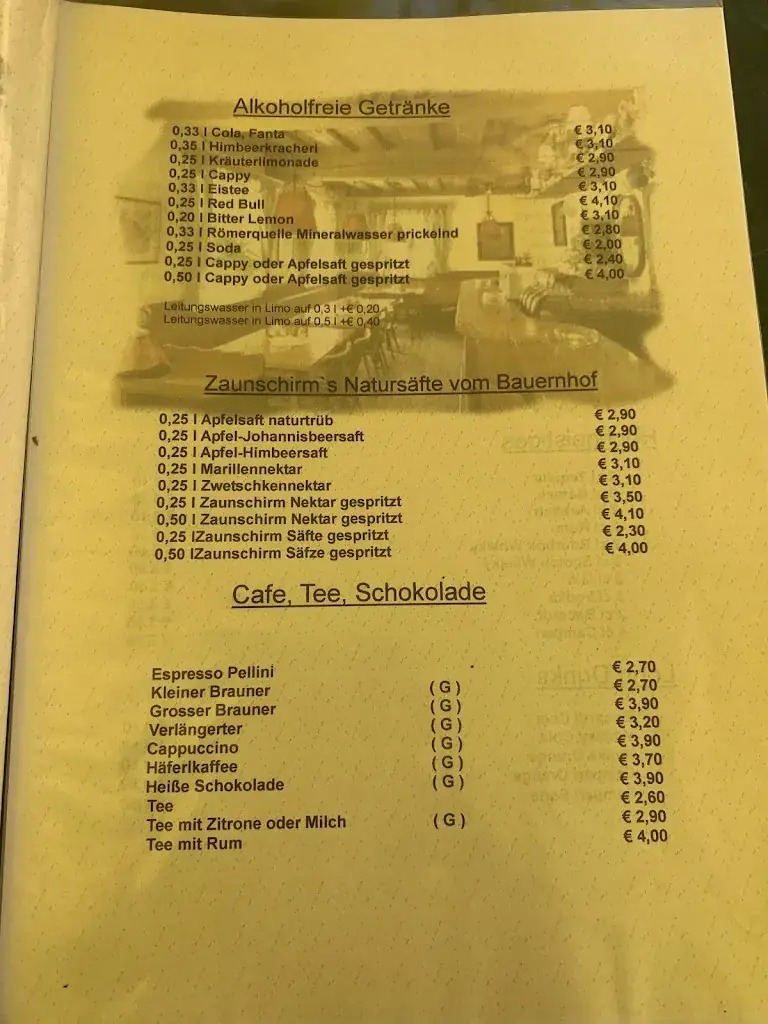 Alkoholfreie Getränke
0,33 l Cola, Fanta € 3,10
0,35 l Himbeerkracherl € 3,10
0,25 l Kräuterlimonade € 2,90
0,25 l Cappy € 2,90
0,33 l Eistee € 3,10
0,25 l Red Bull € 4,10
0,20 l Bitter Lemon € 3,10
0,33 l Römerquelle Mineralwasser prickelnd € 2,80
0,25 l Soda € 2,00
0,25 l Cappy oder Apfelsaft gespritzt € 2,40
0,50 l Cappy oder Apfelsaft gespritzt € 4,00
Leitungswasser in Limo auf 0,3 l +€ 0,20
Leitungswasser in Limo auf 0,5 l +€ 0,40
Zaunschirm`s Natursäfte vom Bauernhof
0,25 l Apfelsaft naturtrüb € 2,90
0,25 l Apfel-Johannisbeersaft € 2,90
0,25 l Apfel-Himbeersaft € 2,90
0,25 l Marillennektar € 3,10
0,25 l Zwetschkennektar € 3,10
0,25 l Zaunschirm Nektar gespritzt € 3,50
0,50 l Zaunschirm Nektar gespritzt € 4,10
0,25 lZaunschirm Säfte gespritzt € 2,30
0,50 lZaunschirm Säfze gespritzt € 4,00
Cafe, Tee, Schokolade
Espresso Pellini € 2,70
Kleiner Brauner ( G ) € 2,70
Grosser Brauner ( G ) € 3,90
Verlängerter ( G ) € 3,20
Cappuccino ( G ) € 3,90
Häferlkaffee ( G ) € 3,70
Heiße Schokolade ( G ) € 3,90
Tee € 2,60
Tee mit Zitrone oder Milch ( G ) € 2,90
Tee mit Rum € 4,00